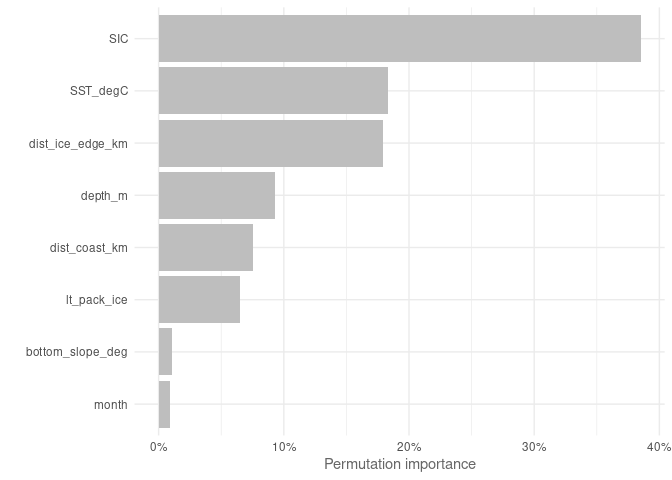 SIC
SST_degC
dist_ice_edge_km
depth_m
dist_coast_km
lt_pack_ice
bottom_slope_deg
month
0% 10% 20% 30% 40%
Permutation importance